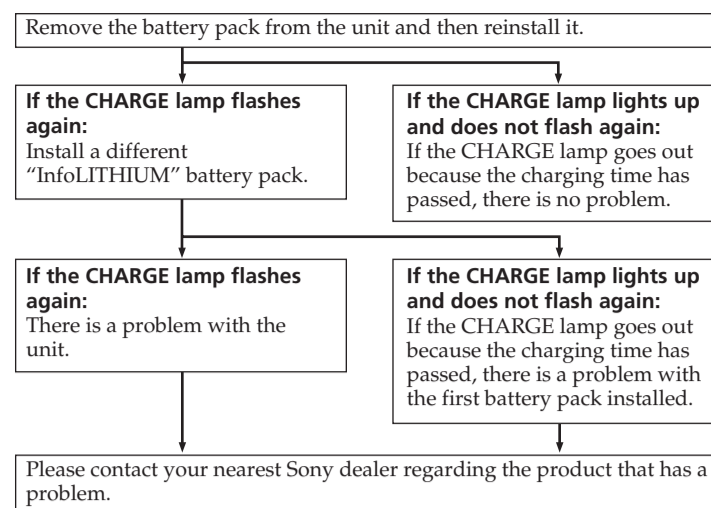 Remove the battery pack from the unit and then reinstall it.
If the CHARGE lamp flashes
again:
Install a different
“InfoLITHIUM” battery pack.
If the CHARGE lamp lights up
and does not flash again:
If the CHARGE lamp goes out
because the charging time has
passed, there is no problem.
If the CHARGE lamp flashes
again:
There is a problem with the
unit.
If the CHARGE lamp lights up
and does not flash again:
If the CHARGE lamp goes out
because the charging time has
passed, there is a problem with
the first battery pack installed.
Please contact your nearest Sony dealer regarding the product that has a
problem.